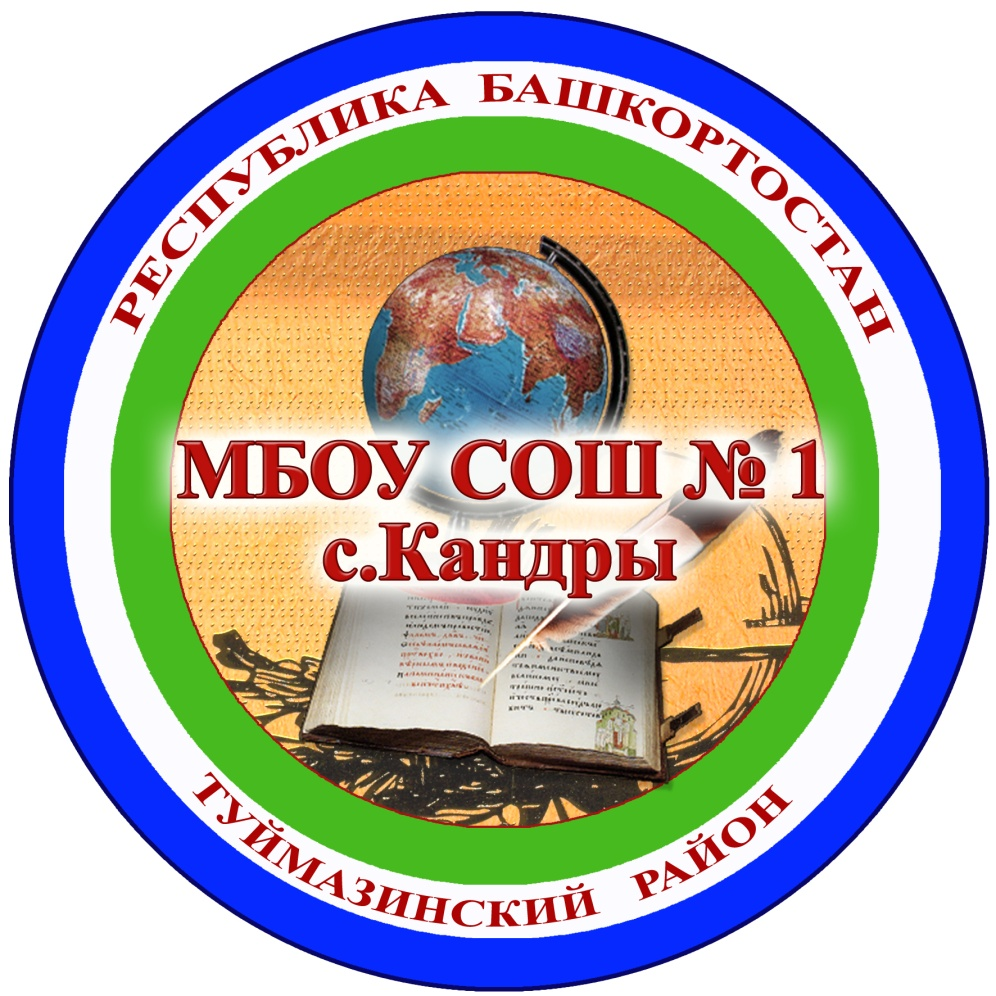 РЕСПУБЛИКА БАШКОРТОСТАН
МБОУ СОШ № 1
с.Кандры
ТУЙМАЗИНСКИЙ РАЙОН